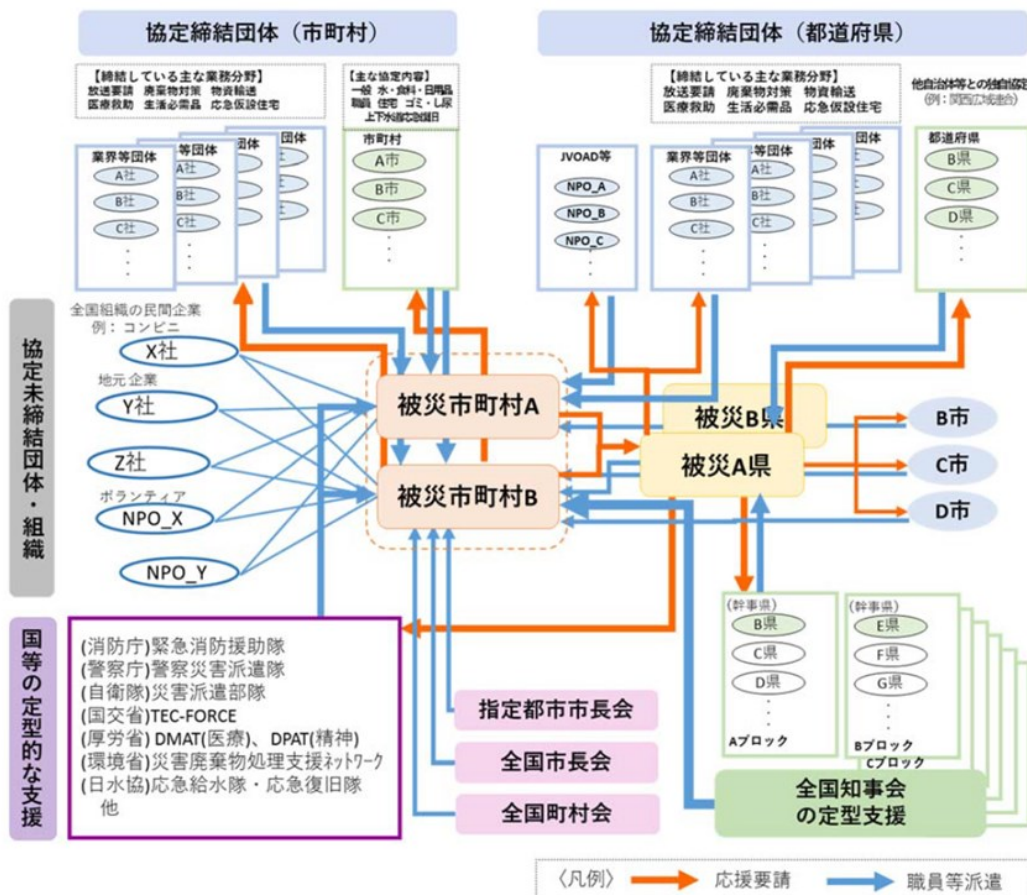 協定締結団体（市町村）
協定締結団体（都道府県）
【締結している主な業務分野】
放送要請 廃棄物対策 物資輸送
医療救助 生活必需品 応急仮設住宅
【主な協定内容】
一般 水・食料・日用品
職員 住宅 ゴミ・し尿
上下水道応急復旧
【締結している主な業務分野】
放送要請 廃棄物対策 物資輸送
医療救助 生活必需品 応急仮設住宅
他自治体等との独自協定
(例：関西広域連合)
業界等団体
A社
B社
C社
等団体
A社
B社
C社
団体
市町村
A市
B市
C市
JVOAD等
NPO_A
NPO_B
NPO_C
業界等団体
A社
B社
C社
等団体
A社
B社
C社
団体
都道府県
B県
C県
D県
協定未締結団体・組織
全国組織の民間企業
例：コンビニ
X社
地元企業
Y社
Z社
ボランティア
NPO_X
NPO_Y
被災市町村A
被災市町村B
被災B県
被災A県
B市
C市
D市
国等の定型的な支援
(消防庁)緊急消防援助隊
(警察庁)警察災害派遣隊
(自衛隊)災害派遣部隊
(国交省)TEC-FORCE
(厚労省) DMAT(医療)、DPAT(精神)
(環境省)災害廃棄物処理支援ネットワーク
(日水協)応急給水隊・応急復旧隊
他
指定都市市長会
全国市長会
全国町村会
(幹事県)
B県
C県
D県
Aブロック
(幹事県)
E県
F県
G県
Bブロック
Cブロック
全国知事会
の定型支援
〈凡例〉 応援要請 職員等派遣